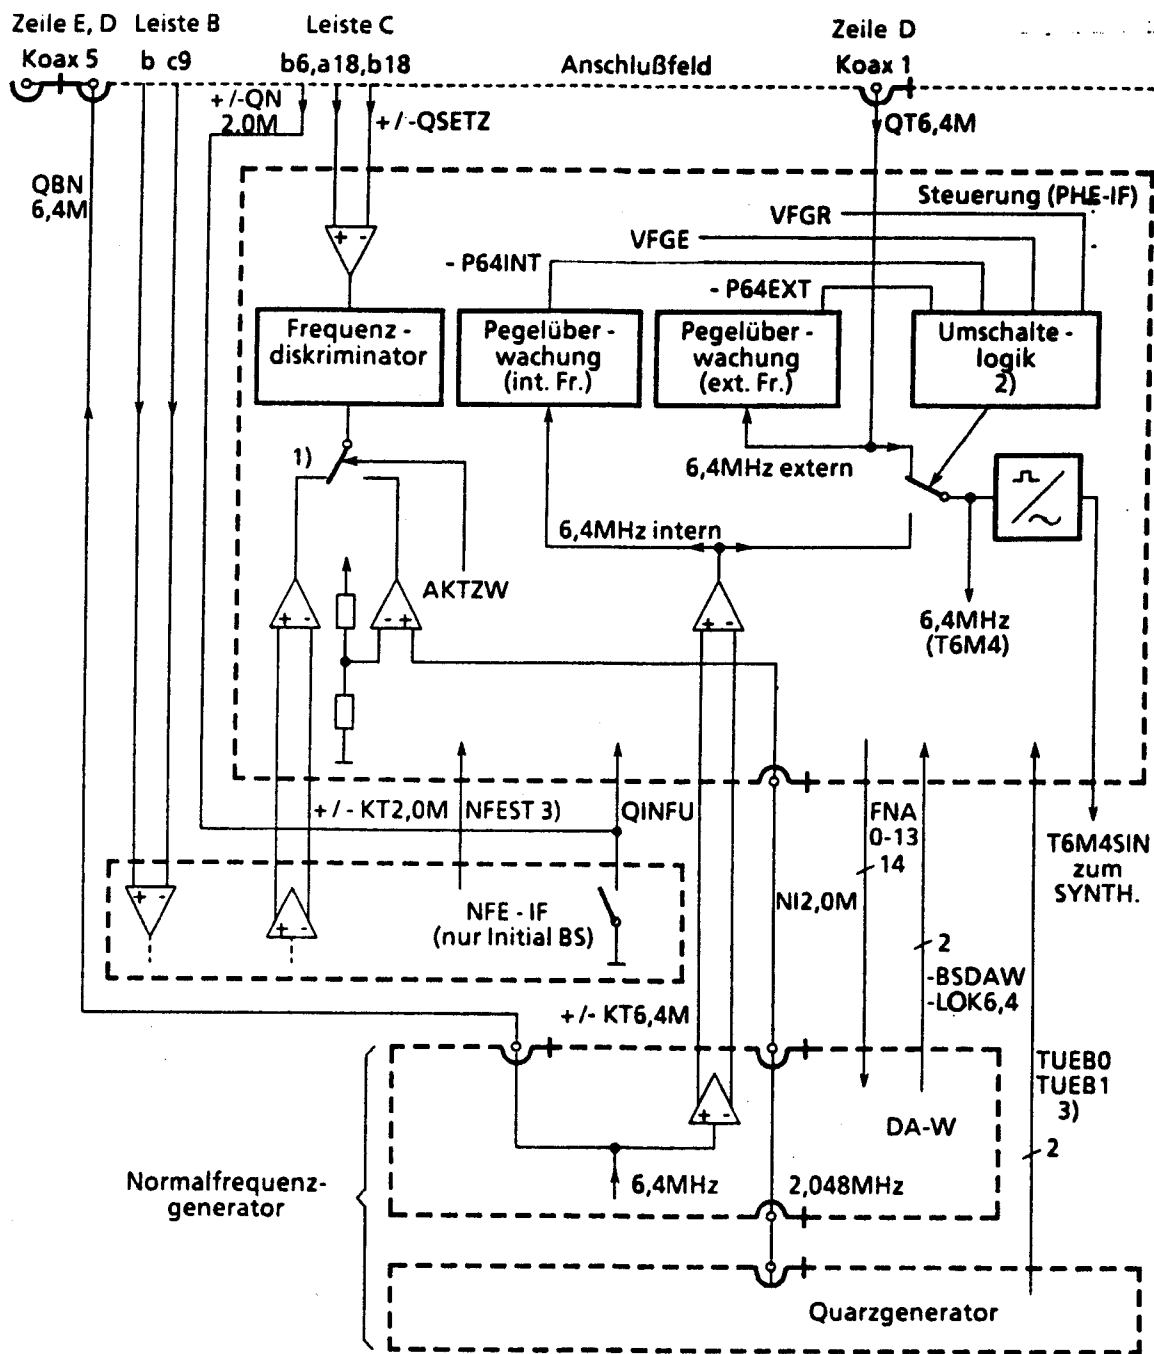 Zeile E, D
Leiste B
Leiste C
Zeile D
Koax 5
b c9
b6,a18,b18
Anschlußfeld
Koax 1
+/-QN
2.0M
+/-QSETZ
QT6,4M
QBN
6,4M
Steuerung (PHE-IF)
VFGR
VFGE
- P64INT
- P64EXT
Frequenz -
diskriminator
Pegelüber -
wachung
(int. Fr.)
Pegelüber -
wachung
(ext. Fr.)
Umschalte -
logik
2)
+ -
1)
6,4MHz extern
6,4MHz intern
AKTZW
+ -
- +
+ -
6,4MHz
(T6M4)
+ / - KT2,0M
NFEST 3)
QINFU
FNA
0-13
14
T6M4SIN
zum
SYNTH.
NI2,0M
+ -
+ -
NFE - IF
(nur Initial BS)
2
-BSDAW
-LOK6,4
+/- KT6,4M
TUEB0
TUEB1
3)
2
+ -
DA-W
Normalfrequenz-
generator
6,4MHz
2,048MHz
Quarzgenerator